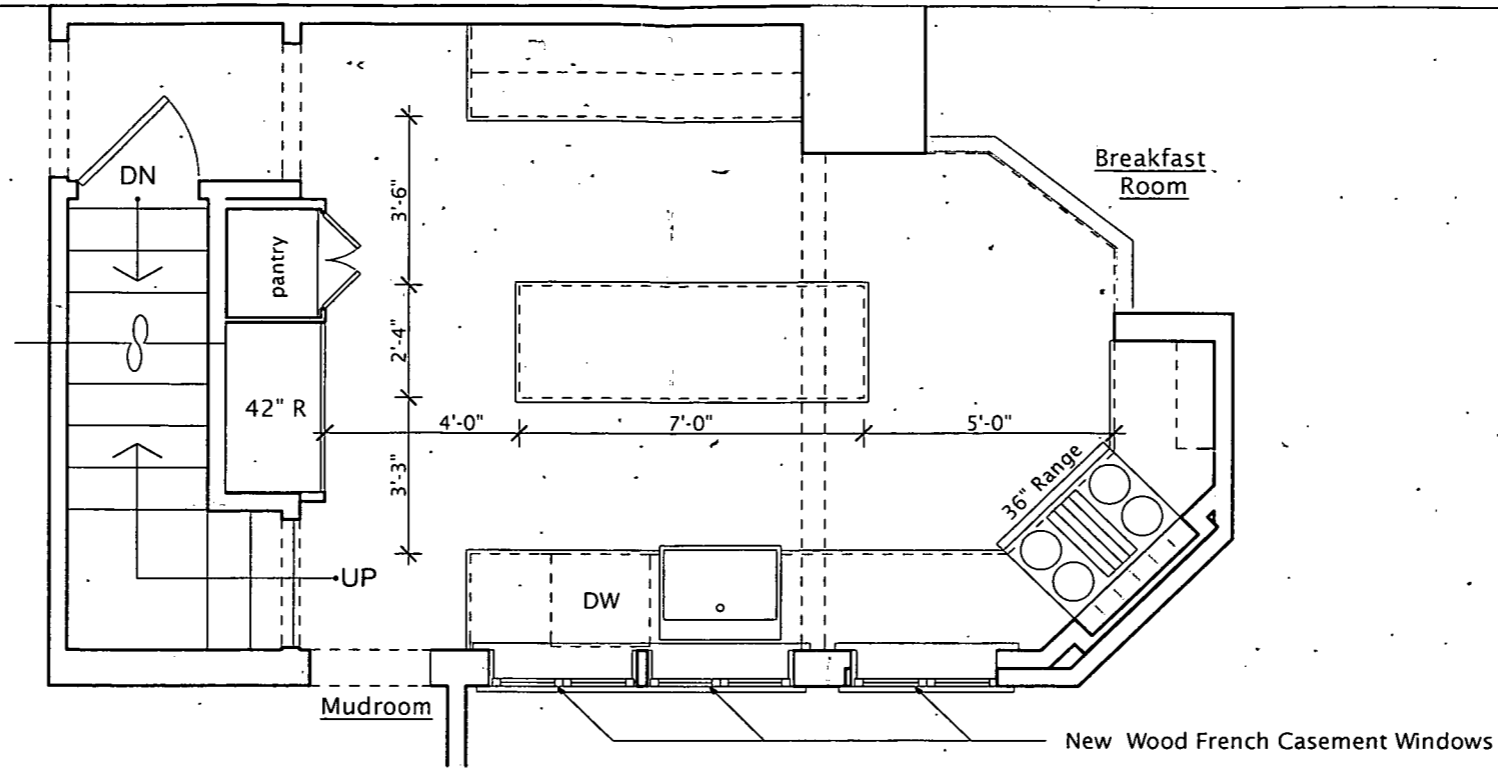 Breakfast
Room
DN
3'-6"
pantry
2'-4"
42" R
4'-0"
7'-0"
5'-0"
3'-3"
36" Range
UP
DW
Mudroom
New Wood French Casement Windows